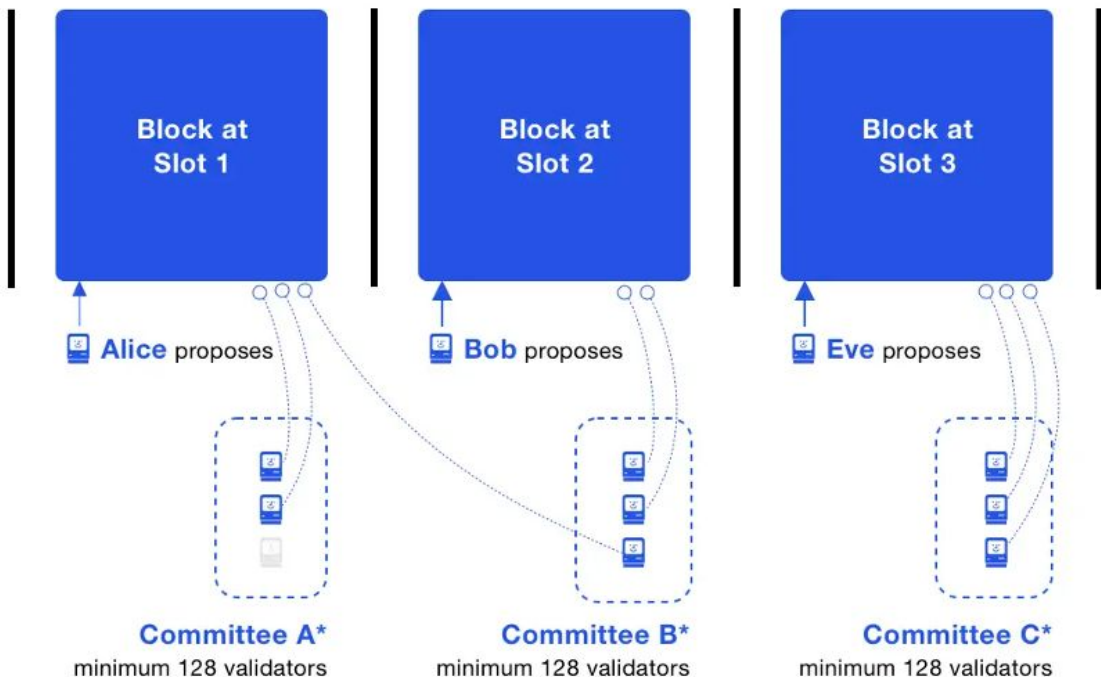 Block at
Slot 1
Block at
Slot 2
Block at
Slot 3
Alice proposes
Bob proposes
Eve proposes
Committee A*
minimum 128 validators
Committee B*
minimum 128 validators
Committee C*
minimum 128 validators